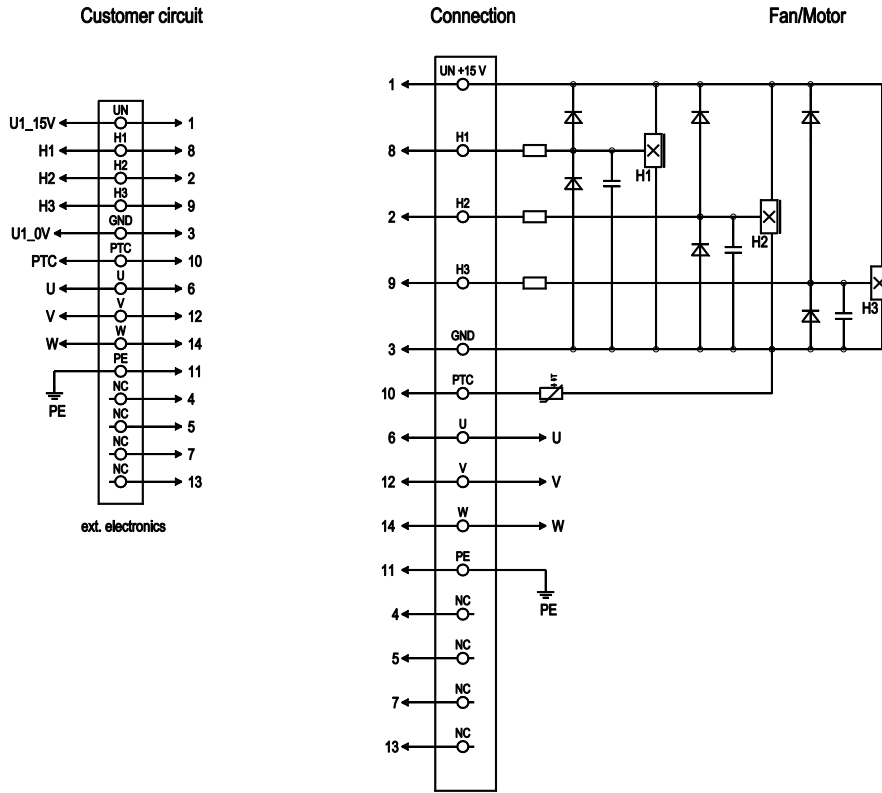 Customer circuit
Connection
Fan/Motor
UN
U1_15V
1
H1
H1
8
H2
H2
2
H3
H3
9
GND
U1_0V
3
PTC
PTC
10
U
U
6
V
V
12
W
W
14
PE
11
PE
NC
4
NC
5
NC
7
NC
13
ext. electronics
UN +15 V
1
H1
8
H1
H2
2
H2
H3
9
H3
GND
3
PTC
10
U
6
U
V
12
V
W
14
W
PE
11
PE
NC
4
NC
5
NC
7
NC
13